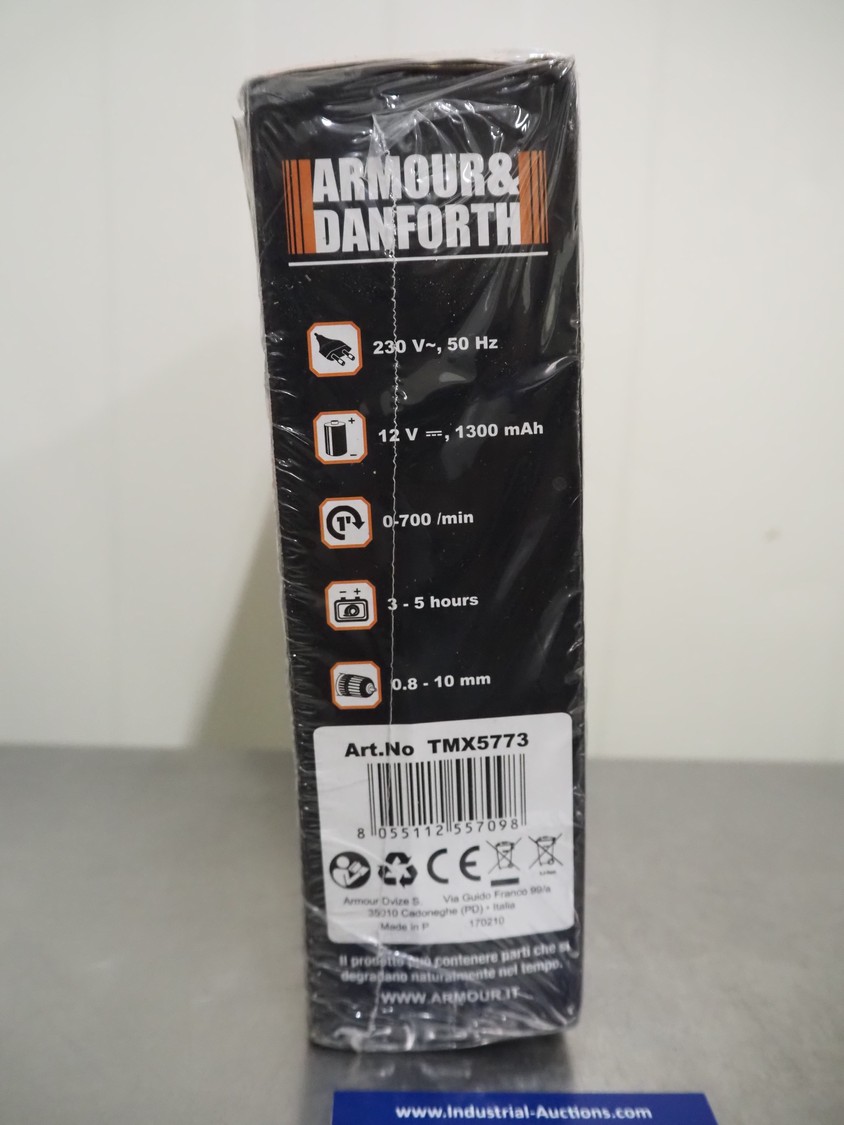 ARMOUR&
DANFORTH
230 V~, 50 Hz
+
12 V ⎓, 1300 mAh
-
0-700 /min
- +
3 - 5 hours
0.8 - 10 mm
Art.No TMX5773
8 055112 557098
CE
Armour Dvize S. Via Guido Franco 99/a
35010 Cadoneghe (PD) • Italia
Made in P 170210
Il prodotto può contenere parti che si
degradano naturalmente nel tempo.
WWW.ARMOUR.IT
www.Industrial-Auctions.com